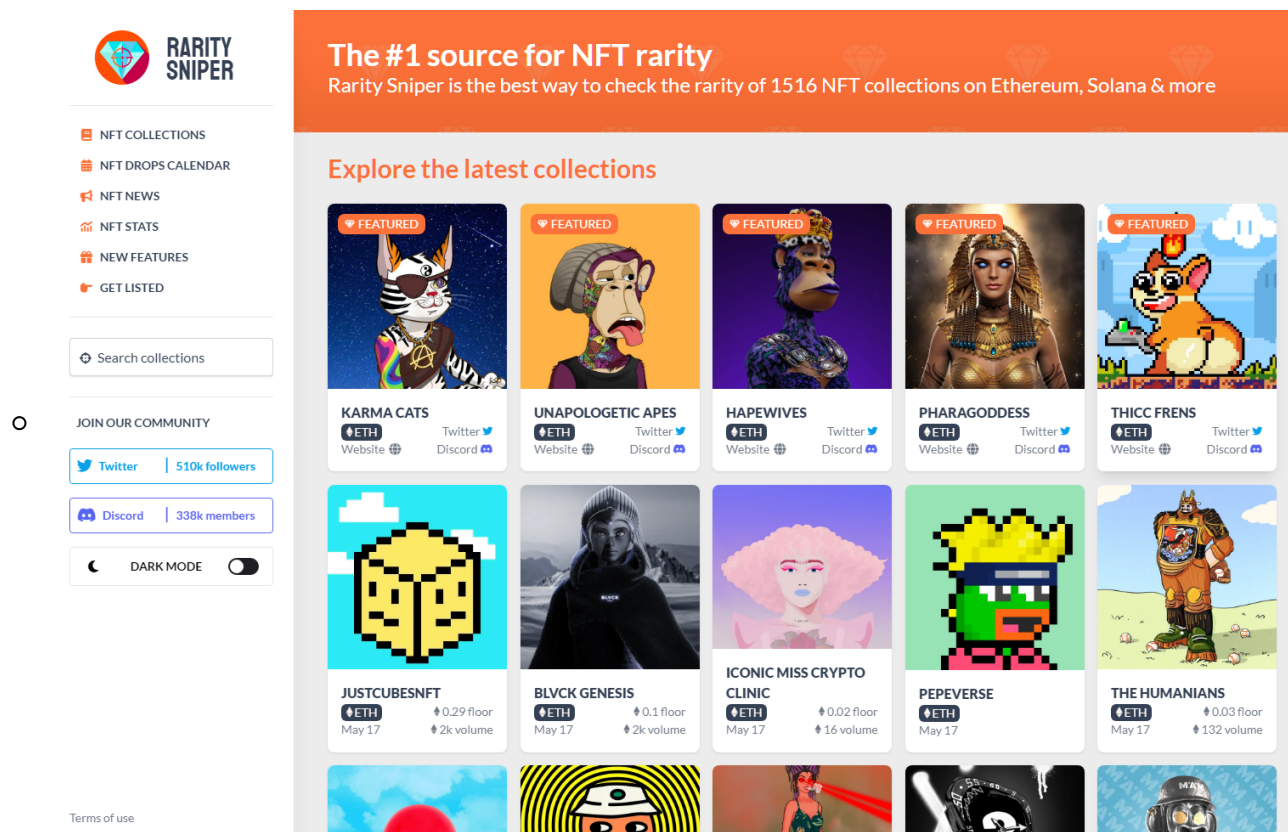 RARITY
SNIPER
NFT COLLECTIONS
NFT DROPS CALENDAR
NFT NEWS
NFT STATS
NEW FEATURES
GET LISTED
Search collections
JOIN OUR COMMUNITY
Twitter | 510k followers
Discord | 338k members
DARK MODE
Terms of use
The #1 source for NFT rarity
Rarity Sniper is the best way to check the rarity of 1516 NFT collections on Ethereum, Solana & more
Explore the latest collections
FEATURED
KARMA CATS
ETH Twitter
Website Discord
FEATURED
UNAPOLOGETIC APES
ETH Twitter
Website Discord
FEATURED
HAPEWIVES
ETH Twitter
Website Discord
FEATURED
PHARAGODDESS
ETH Twitter
Website Discord
FEATURED
THICC FRENS
ETH Twitter
Website Discord
JUSTCUBESNFT
ETH 0.29 floor
May 17 2k volume
BLVCK
BLVCK GENESIS
ETH 0.1 floor
May 17 2k volume
ICONIC MISS CRYPTO
CLINIC
ETH 0.02 floor
May 17 16 volume
PEPEVERSE
ETH
May 17
THE HUMANIANS
ETH 0.03 floor
May 17 132 volume